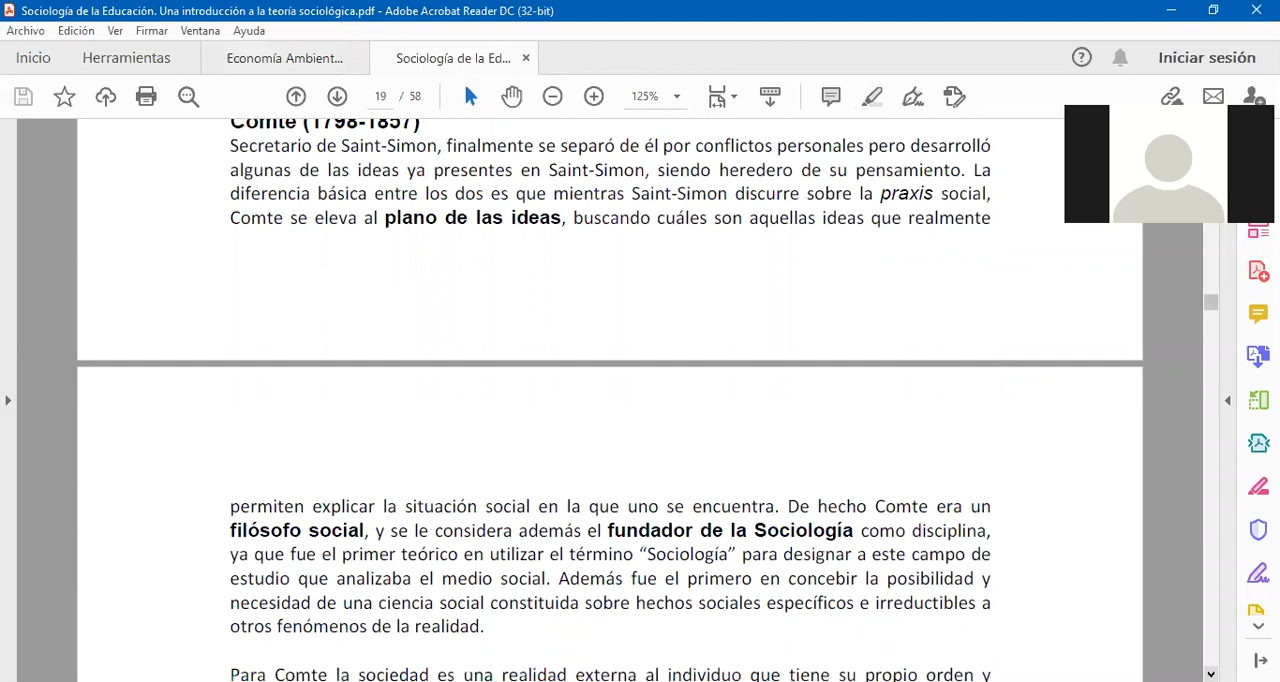 Sociología de la Educación. Una introducción a la teoría sociológica.pdf - Adobe Acrobat Reader DC (32-bit)
Archivo Edición Ver Firmar Ventana Ayuda
Inicio Herramientas Economía Ambient... Sociología de la Ed... × Iniciar sesión
19 / 58 125%
Comte (1798-1857)
Secretario de Saint-Simon, finalmente se separó de él por conflictos personales pero desarrolló
algunas de las ideas ya presentes en Saint-Simon, siendo heredero de su pensamiento. La
diferencia básica entre los dos es que mientras Saint-Simon discurre sobre la praxis social,
Comte se eleva al plano de las ideas, buscando cuáles son aquellas ideas que realmente
permiten explicar la situación social en la que uno se encuentra. De hecho Comte era un
filósofo social, y se le considera además el fundador de la Sociología como disciplina,
ya que fue el primer teórico en utilizar el término “Sociología” para designar a este campo de
estudio que analizaba el medio social. Además fue el primero en concebir la posibilidad y
necesidad de una ciencia social constituida sobre hechos sociales específicos e irreductibles a
otros fenómenos de la realidad.
Para Comte la sociedad es una realidad externa al individuo que tiene su propio orden y